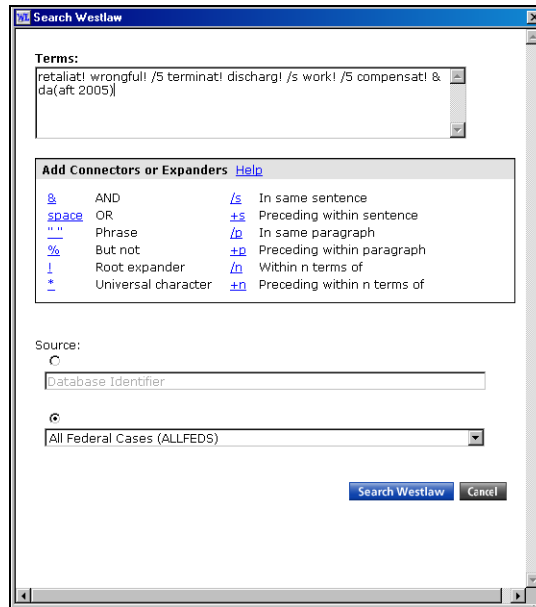 WL Search Westlaw
Terms:
retaliat! wrongful! /5 terminat! discharg! /s work! /5 compensat! &
da(aft 2005)
Add Connectors or Expanders Help
& AND /s In same sentence
space OR +s Preceding within sentence
" " Phrase /p In same paragraph
% But not +p Preceding within paragraph
! Root expander /n Within n terms of
* Universal character +n Preceding within n terms of
Source:
Database Identifier
All Federal Cases (ALLFEDS)
Search Westlaw Cancel